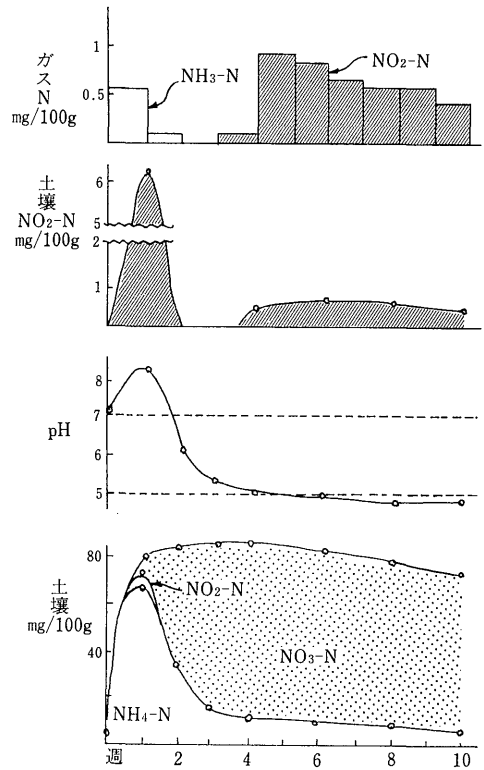 ガス
N
mg/100g
1
0.5
NH₃-N
NO₂-N
土壌
NO₂-N
mg/100g
6
5
2
1
pH
8
7
6
5
土壌
mg/100g
80
40
NO₂-N
NO₃-N
NH₄-N
週 2 4 6 8 10